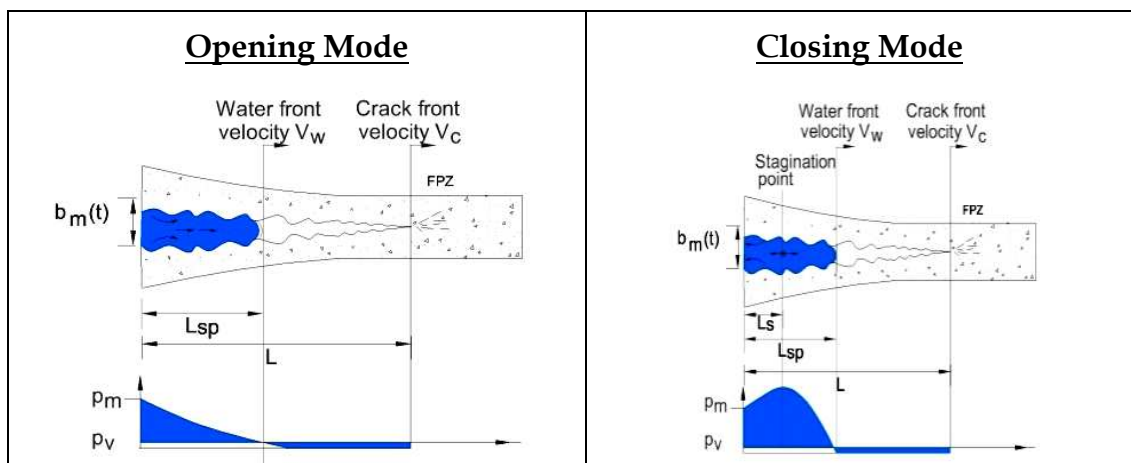 Opening Mode
Water front
velocity Vw
Crack front
velocity Vc
FPZ
bm(t)
Lsp
L
pm
pv
Closing Mode
Water front
velocity Vw
Crack front
velocity Vc
Stagination
point
FPZ
bm(t)
Ls
Lsp
L
pm
pv